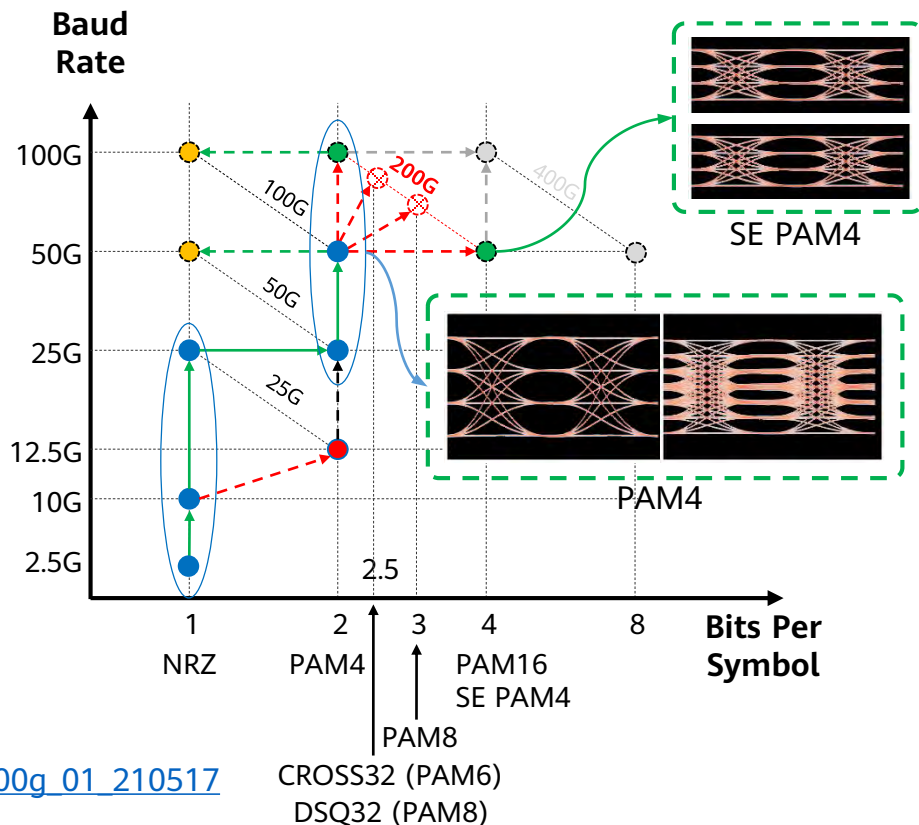 Baud
Rate
100G
50G
25G
12.5G
10G
2.5G
100G
50G
25G
200G
400G
SE PAM4
PAM4
2.5
1
2
3
4
8
Bits Per
Symbol
NRZ
PAM4
PAM16
SE PAM4
PAM8
CROSS32 (PAM6)
DSQ32 (PAM8)
00g_01_210517